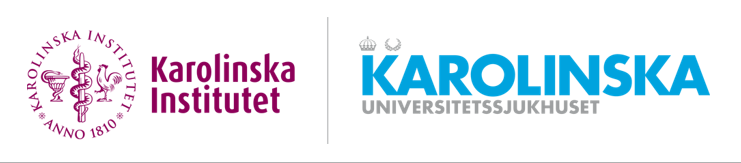 KAROLINSKA INSTITUTET
ANNO 1810
Karolinska
Institutet
KAROLINSKA
UNIVERSITETSSJUKHUSET